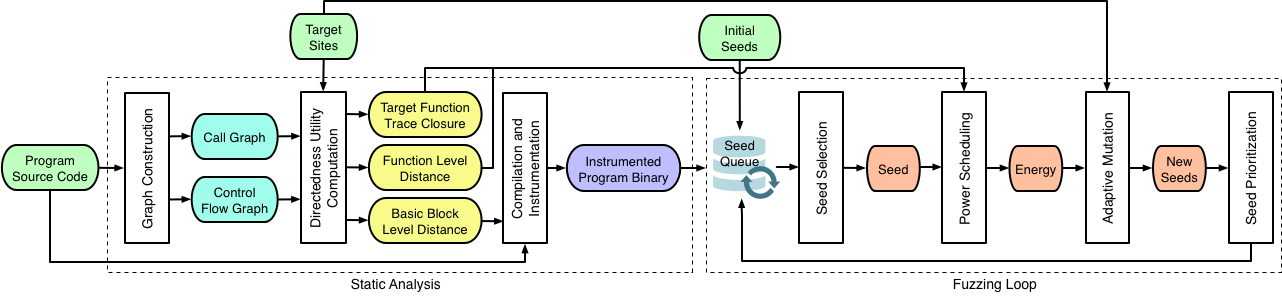 Target
Sites
Initial
Seeds
Program
Source Code
Graph Construction
Call Graph
Control
Flow Graph
Directedness Utility
Computation
Target Function
Trace Closure
Function Level
Distance
Basic Block
Level Distance
Compilation and
Instrumentation
Instrumented
Program Binary
Seed
Queue
Seed Selection
Seed
Power Scheduling
Energy
Adaptive Mutation
New
Seeds
Seed Prioritization
Static Analysis
Fuzzing Loop